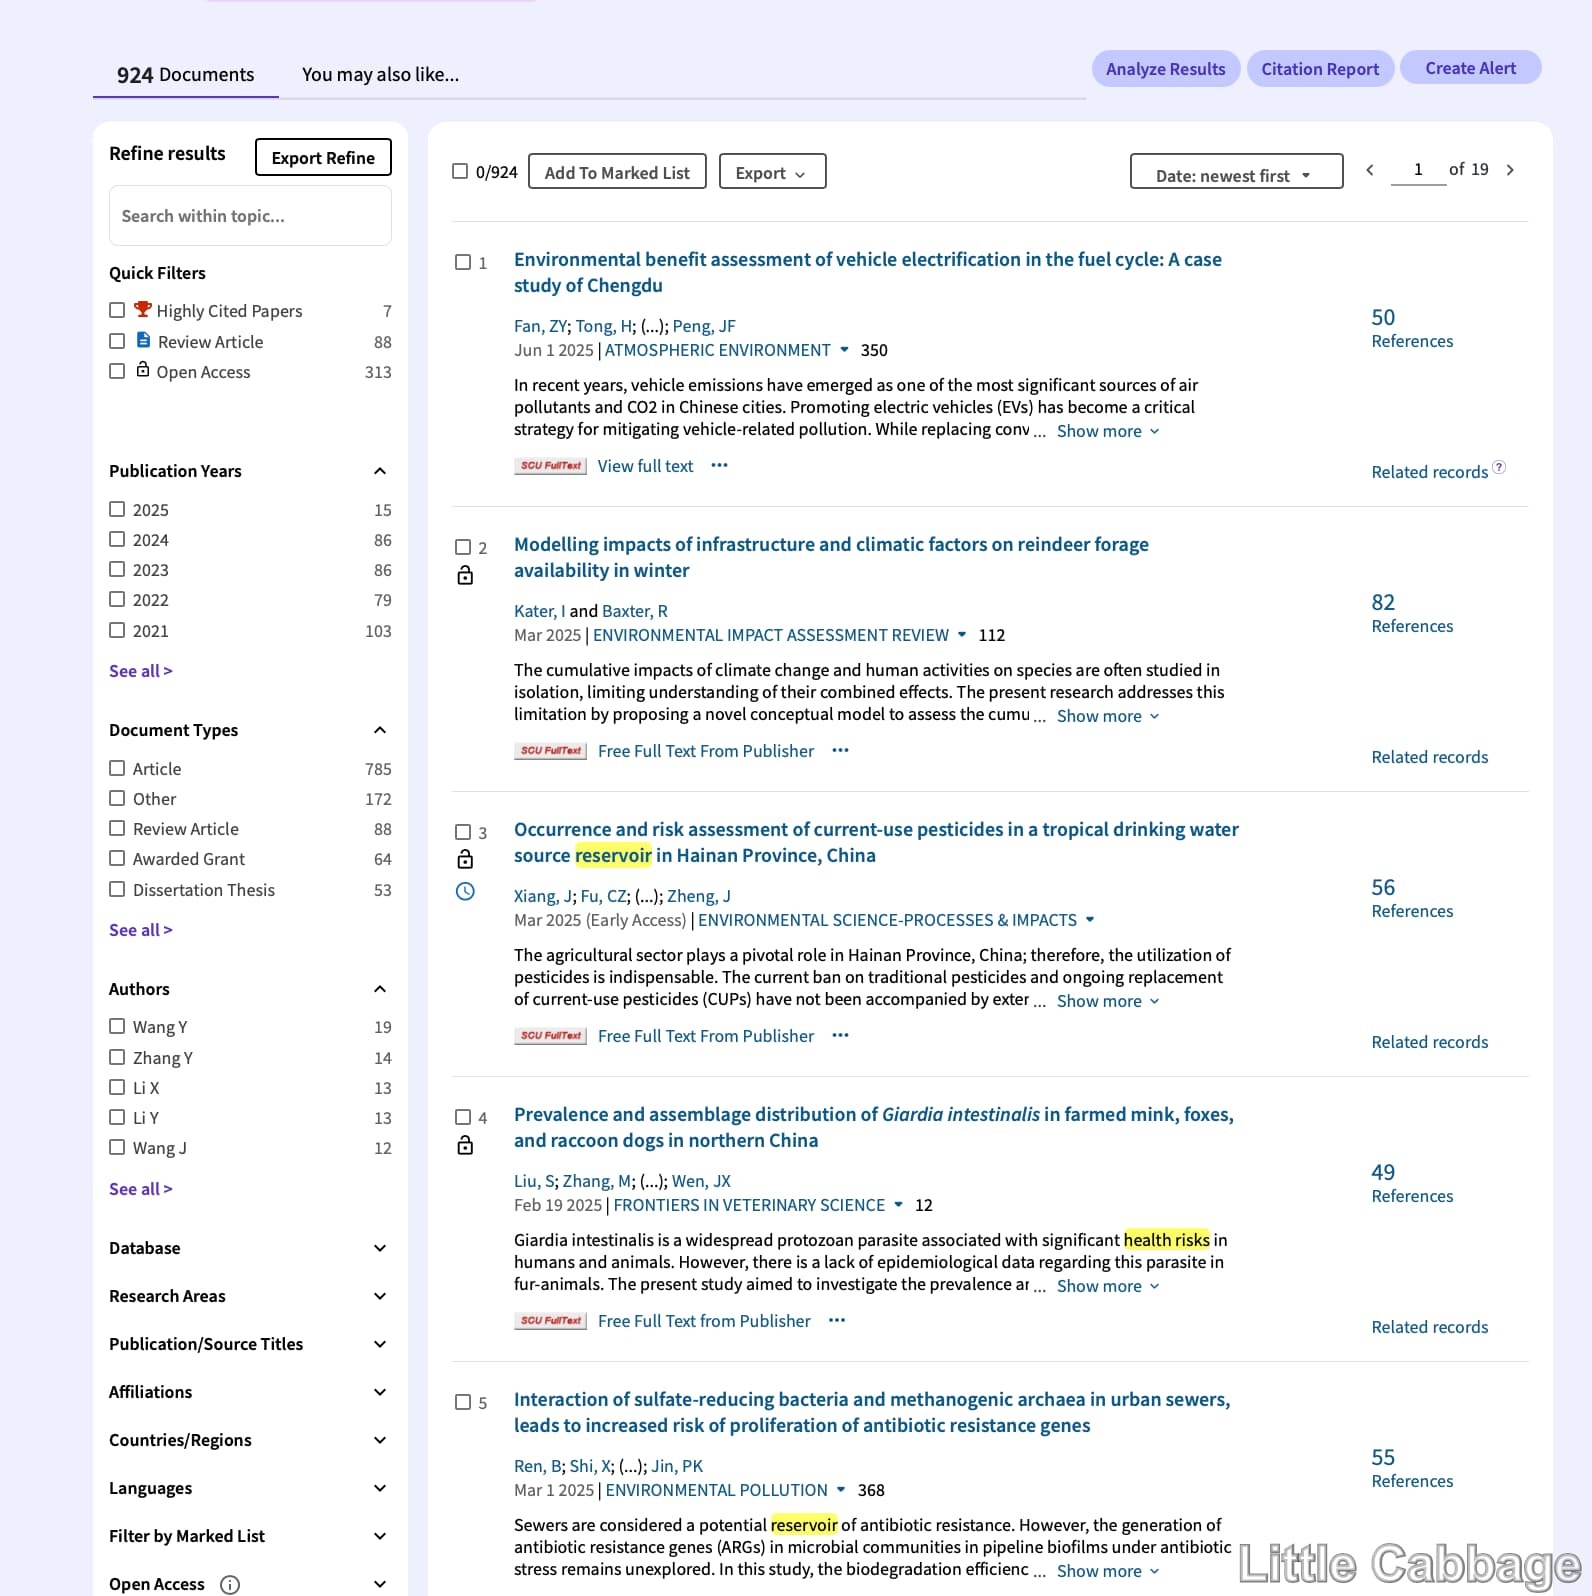 924 Documents
You may also like...
Analyze Results
Citation Report
Create Alert
Refine results
Export Refine
Search within topic...
Quick Filters
Highly Cited Papers 7
Review Article 88
Open Access 313
Publication Years
2025 15
2024 86
2023 86
2022 79
2021 103
See all >
Document Types
Article 785
Other 172
Review Article 88
Awarded Grant 64
Dissertation Thesis 53
See all >
Authors
Wang Y 19
Zhang Y 14
Li X 13
Li Y 13
Wang J 12
See all >
Database
Research Areas
Publication/Source Titles
Affiliations
Countries/Regions
Languages
Filter by Marked List
Open Access
0/924
Add To Marked List
Export
Date: newest first
1 of 19
1
Environmental benefit assessment of vehicle electrification in the fuel cycle: A case
study of Chengdu
Fan, ZY; Tong, H; (...); Peng, JF
Jun 1 2025 | ATMOSPHERIC ENVIRONMENT 350
In recent years, vehicle emissions have emerged as one of the most significant sources of air
pollutants and CO2 in Chinese cities. Promoting electric vehicles (EVs) has become a critical
strategy for mitigating vehicle-related pollution. While replacing conv ... Show more
SCU FullText View full text ···
50
References
Related records ?
2
Modelling impacts of infrastructure and climatic factors on reindeer forage
availability in winter
Kater, I and Baxter, R
Mar 2025 | ENVIRONMENTAL IMPACT ASSESSMENT REVIEW 112
The cumulative impacts of climate change and human activities on species are often studied in
isolation, limiting understanding of their combined effects. The present research addresses this
limitation by proposing a novel conceptual model to assess the cumu ... Show more
SCU FullText Free Full Text From Publisher ···
82
References
Related records
3
Occurrence and risk assessment of current-use pesticides in a tropical drinking water
source reservoir in Hainan Province, China
Xiang, J; Fu, CZ; (...); Zheng, J
Mar 2025 (Early Access) | ENVIRONMENTAL SCIENCE-PROCESSES & IMPACTS
The agricultural sector plays a pivotal role in Hainan Province, China; therefore, the utilization of
pesticides is indispensable. The current ban on traditional pesticides and ongoing replacement
of current-use pesticides (CUPs) have not been accompanied by exter ... Show more
SCU FullText Free Full Text From Publisher ···
56
References
Related records
4
Prevalence and assemblage distribution of Giardia intestinalis in farmed mink, foxes,
and raccoon dogs in northern China
Liu, S; Zhang, M; (...); Wen, JX
Feb 19 2025 | FRONTIERS IN VETERINARY SCIENCE 12
Giardia intestinalis is a widespread protozoan parasite associated with significant health risks in
humans and animals. However, there is a lack of epidemiological data regarding this parasite in
fur-animals. The present study aimed to investigate the prevalence ar ... Show more
SCU FullText Free Full Text from Publisher ···
49
References
Related records
5
Interaction of sulfate-reducing bacteria and methanogenic archaea in urban sewers,
leads to increased risk of proliferation of antibiotic resistance genes
Ren, B; Shi, X; (...); Jin, PK
Mar 1 2025 | ENVIRONMENTAL POLLUTION 368
Sewers are considered a potential reservoir of antibiotic resistance. However, the generation of
antibiotic resistance genes (ARGs) in microbial communities in pipeline biofilms under antibiotic
stress remains unexplored. In this study, the biodegradation efficienc ... Show more
55
References
Little Cabbage